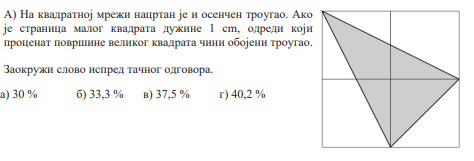 А) На квадратној мрежи нацртан је и осенчен троугао. Ако
је страница малог квадрата дужине 1 cm, одреди који
проценат површине великог квадрата чини обојени троугао.
Заокружи слово испред тачног одговора.
а) 30 % б) 33,3 % в) 37,5 % г) 40,2 %